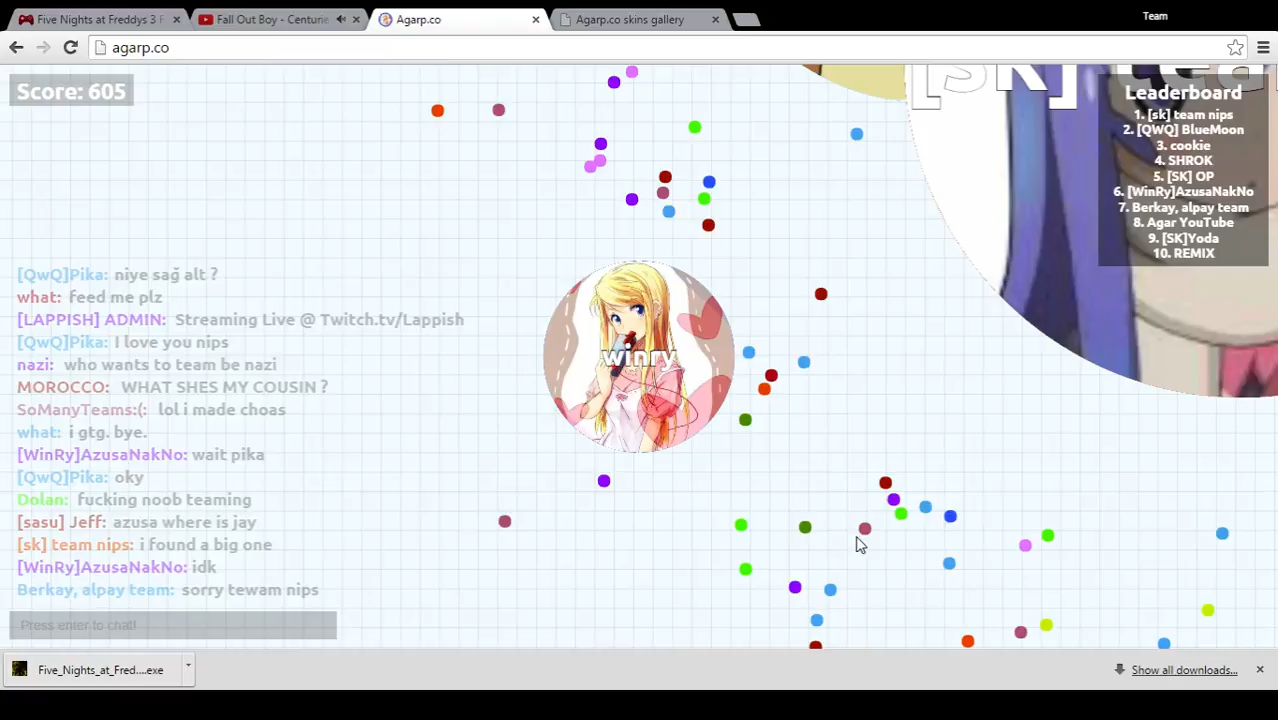 Five Nights at Freddys 3 F
Fall Out Boy - Centurie
Agarp.co
Agarp.co skins gallery
Team
agarp.co
Score: 605
[sk] tea
Leaderboard
1. [sk] team nips
2. [QWQ] BlueMoon
3. cookie
4. SHROK
5. [SK] OP
6. [WinRy]AzusaNakNo
7. Berkay, alpay team
8. Agar YouTube
9. [SK]Yoda
10. REMIX
winry
[QwQ]Pika: niye sağ alt ?
what: feed me plz
[LAPPISH] ADMIN: Streaming Live @ Twitch.tv/Lappish
[QwQ]Pika: I love you nips
nazi: who wants to team be nazi
MOROCCO: WHAT SHES MY COUSIN ?
SoManyTeams:(: lol i made choas
what: i gtg. bye.
[WinRy]AzusaNakNo: wait pika
[QwQ]Pika: oky
Dolan: fucking noob teaming
[sasu] Jeff: azusa where is jay
[sk] team nips: i found a big one
[WinRy]AzusaNakNo: idk
Berkay, alpay team: sorry tewam nips
Press enter to chat!
Five_Nights_at_Fred....exe
Show all downloads...